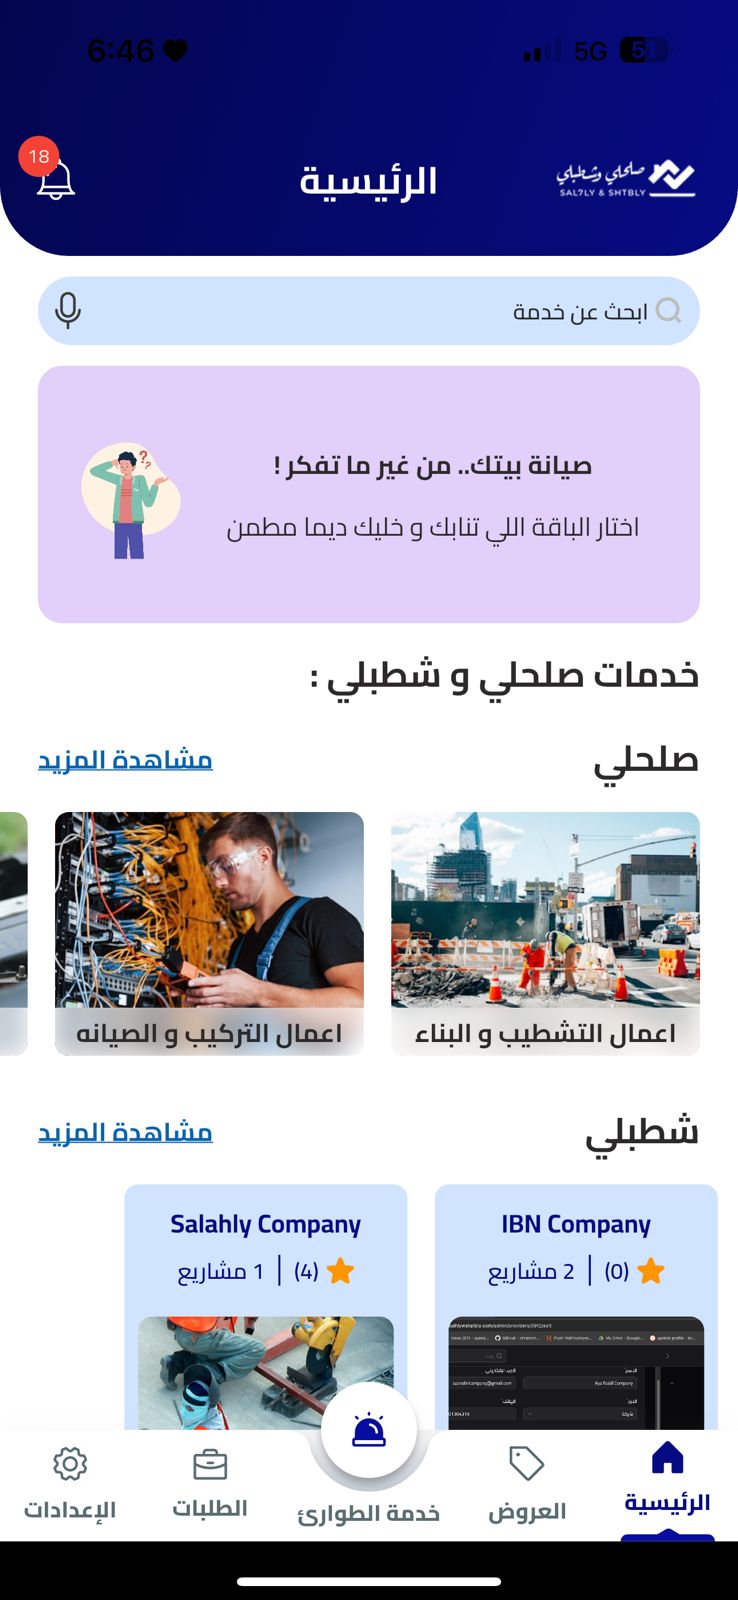 6:46
5G
51
18
الرئيسية
صلحلي وشطبلي
SAL7LY & SHTBLY
ابحث عن خدمة
صيانة بيتك.. من غير ما تفكر !
اختار الباقة اللي تنابك و خليك ديما مطمن
خدمات صلحلي و شطبلي :
صلحلي
مشاهدة المزيد
اعمال التشطيب و البناء
اعمال التركيب و الصيانه
شطبلي
مشاهدة المزيد
IBN Company
(0) | 2 مشاريع
Salahly Company
(4) | 1 مشاريع
الرئيسية
العروض
خدمة الطوارئ
الطلبات
الإعدادات